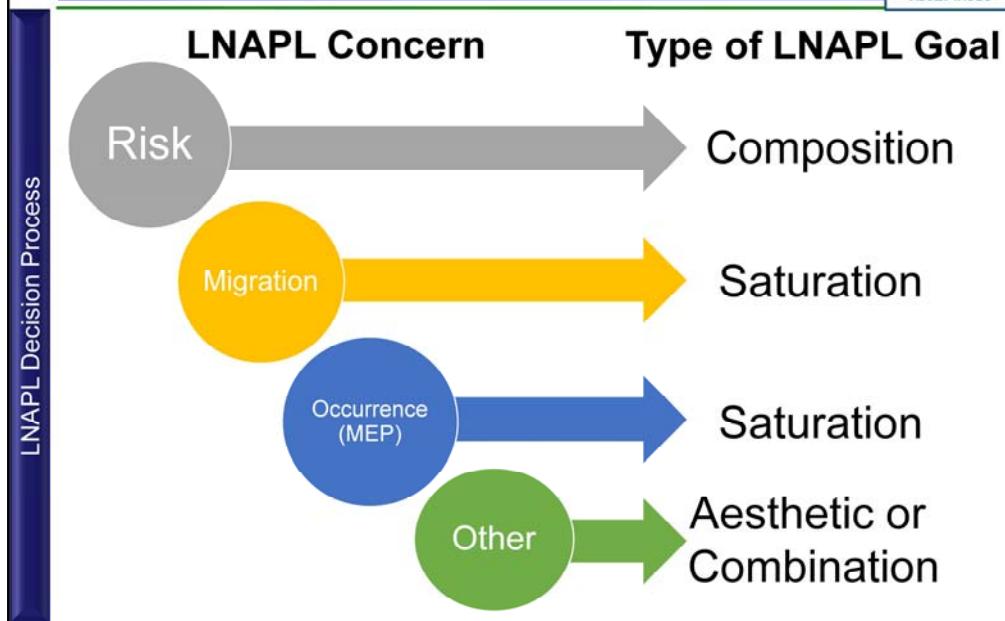 LNAPL Concern
Type of LNAPL Goal
LNAPL Decision Process
Risk
Composition
Migration
Saturation
Occurrence
(MEP)
Saturation
Other
Aesthetic or
Combination